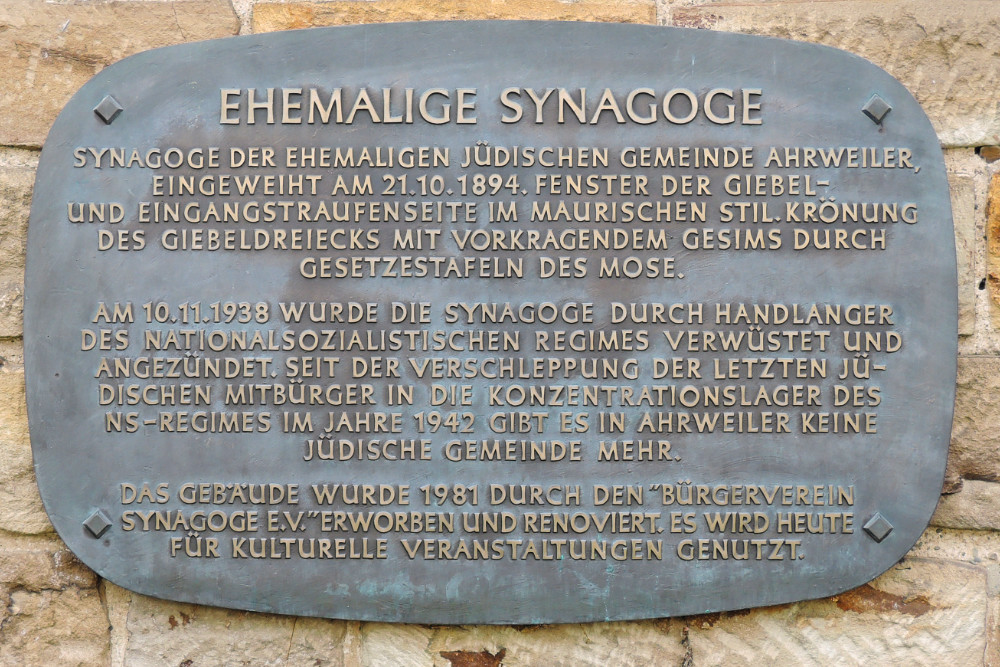 EHEMALIGE SYNAGOGE
SYNAGOGE DER EHEMALIGEN JÜDISCHEN GEMEINDE AHRWEILER,
EINGEWEIHT AM 21.10.1894. FENSTER DER GIEBEL-
UND EINGANGSTRAUFENSEITE IM MAURISCHEN STIL. KRÖNUNG
DES GIEBELDREIECKS MIT VORKRAGENDEM GESIMS DURCH
GESETZESTAFELN DES MOSE.
AM 10.11.1938 WURDE DIE SYNAGOGE DURCH HANDLANGER
DES NATIONALSOZIALISTISCHEN REGIMES VERWÜSTET UND
ANGEZÜNDET. SEIT DER VERSCHLEPPUNG DER LETZTEN JÜ-
DISCHEN MITBÜRGER IN DIE KONZENTRATIONSLAGER DES
NS-REGIMES IM JAHRE 1942 GIBT ES IN AHRWEILER KEINE
JÜDISCHE GEMEINDE MEHR.
DAS GEBÄUDE WURDE 1981 DURCH DEN "BÜRGERVEREIN
SYNAGOGE E.V." ERWORBEN UND RENOVIERT. ES WIRD HEUTE
FÜR KULTURELLE VERANSTALTUNGEN GENUTZT.